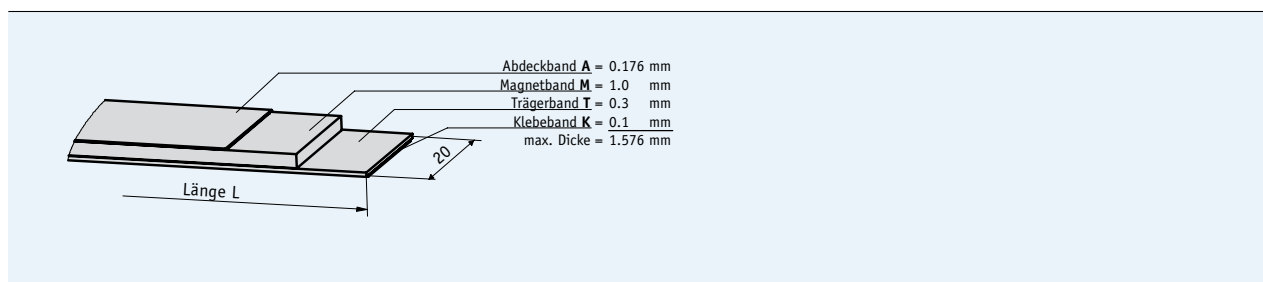 Abdeckband A = 0.176 mm
Magnetband M = 1.0 mm
Trägerband T = 0.3 mm
Klebeband K = 0.1 mm
max. Dicke = 1.576 mm
20
Länge L